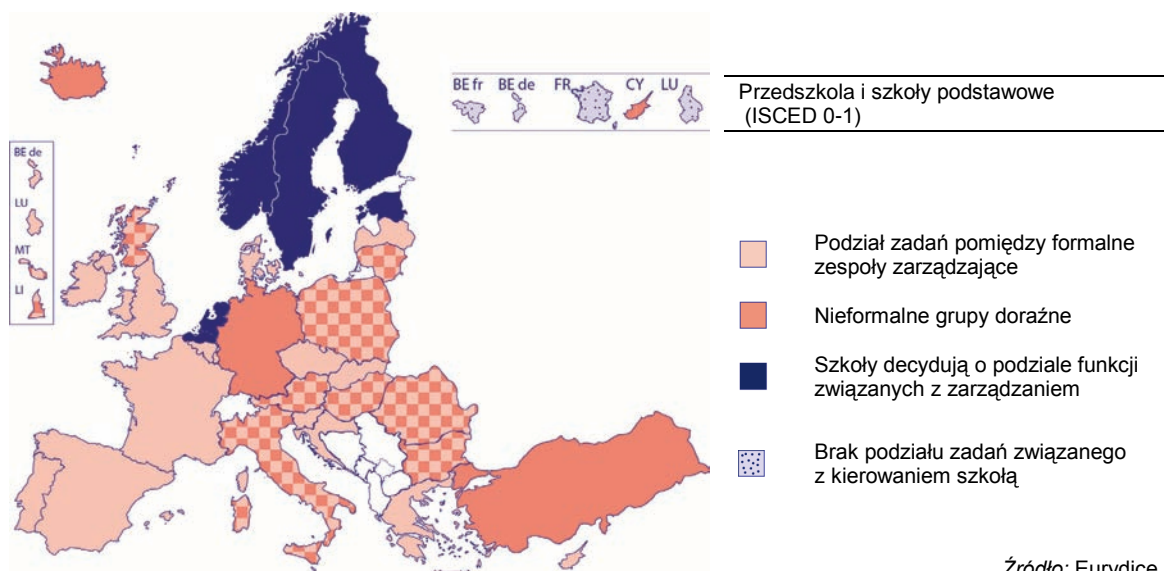 BE fr BE de FR CY LU
BE de
LU
MT
LI
Przedszkola i szkoły podstawowe
(ISCED 0-1)
Podział zadań pomiędzy formalne
zespoły zarządzające
Nieformalne grupy doraźne
Szkoły decydują o podziale funkcji
związanych z zarządzaniem
Brak podziału zadań związanego
z kierowaniem szkołą
Źródło: Eurydice